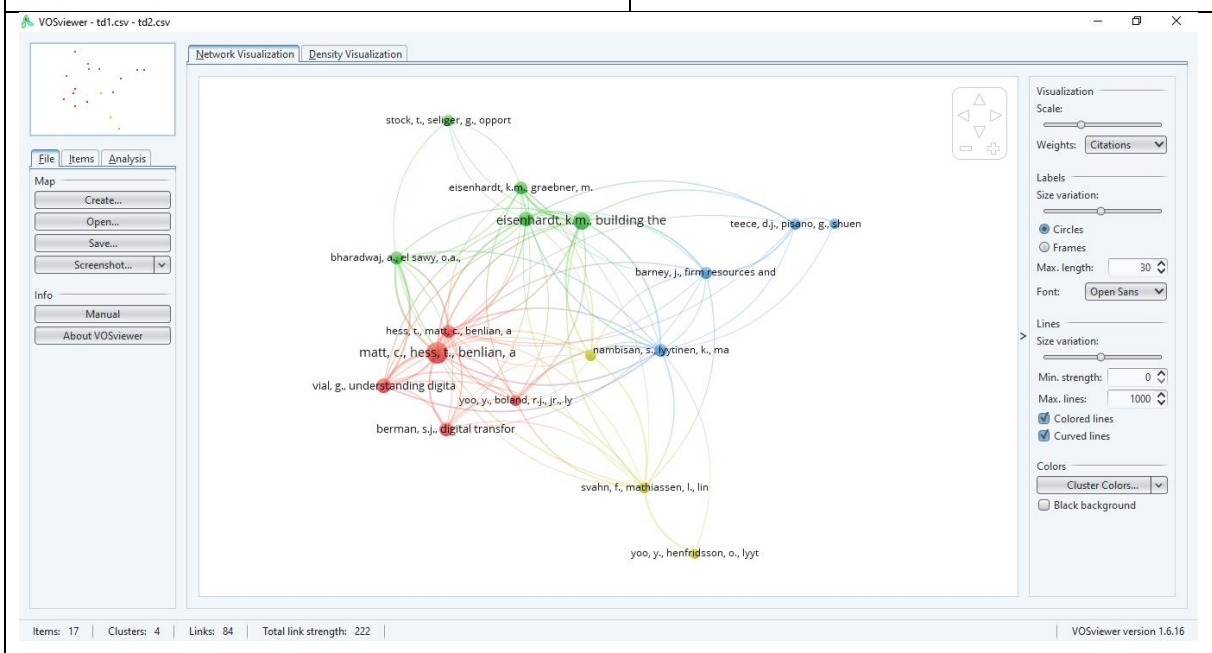 VOSviewer - td1.csv - td2.csv
Network Visualization Density Visualization
File Items Analysis
Map
Create...
Open...
Save...
Screenshot...
Info
Manual
About VOSviewer
stock, t., seliger, g., opport
eisenhardt, k.m., graebner, m.
eisenhardt, k.m., building the
teece, d.j., pisano, g., shuen
bharadwaj, a., el sawy, o.a.,
barney, j., firm resources and
hess, t., matt, c., benlian, a
matt, c., hess, t., benlian, a
nambisan, s., lyytinen, k., ma
vial, g., understanding digita
yoo, y., boland, r.j., jr., ly
berman, s.j., digital transfor
svahn, f., mathiassen, l., lin
yoo, y., henfridsson, o., lyyt
>
Visualization
Scale:
Weights: Citations
Labels
Size variation:
Circles
Frames
Max. length: 30
Font: Open Sans
Lines
Size variation:
Min. strength: 0
Max. lines: 1000
Colored lines
Curved lines
Colors
Cluster Colors...
Black background
Items: 17 Clusters: 4 Links: 84 Total link strength: 222 VOSviewer version 1.6.16